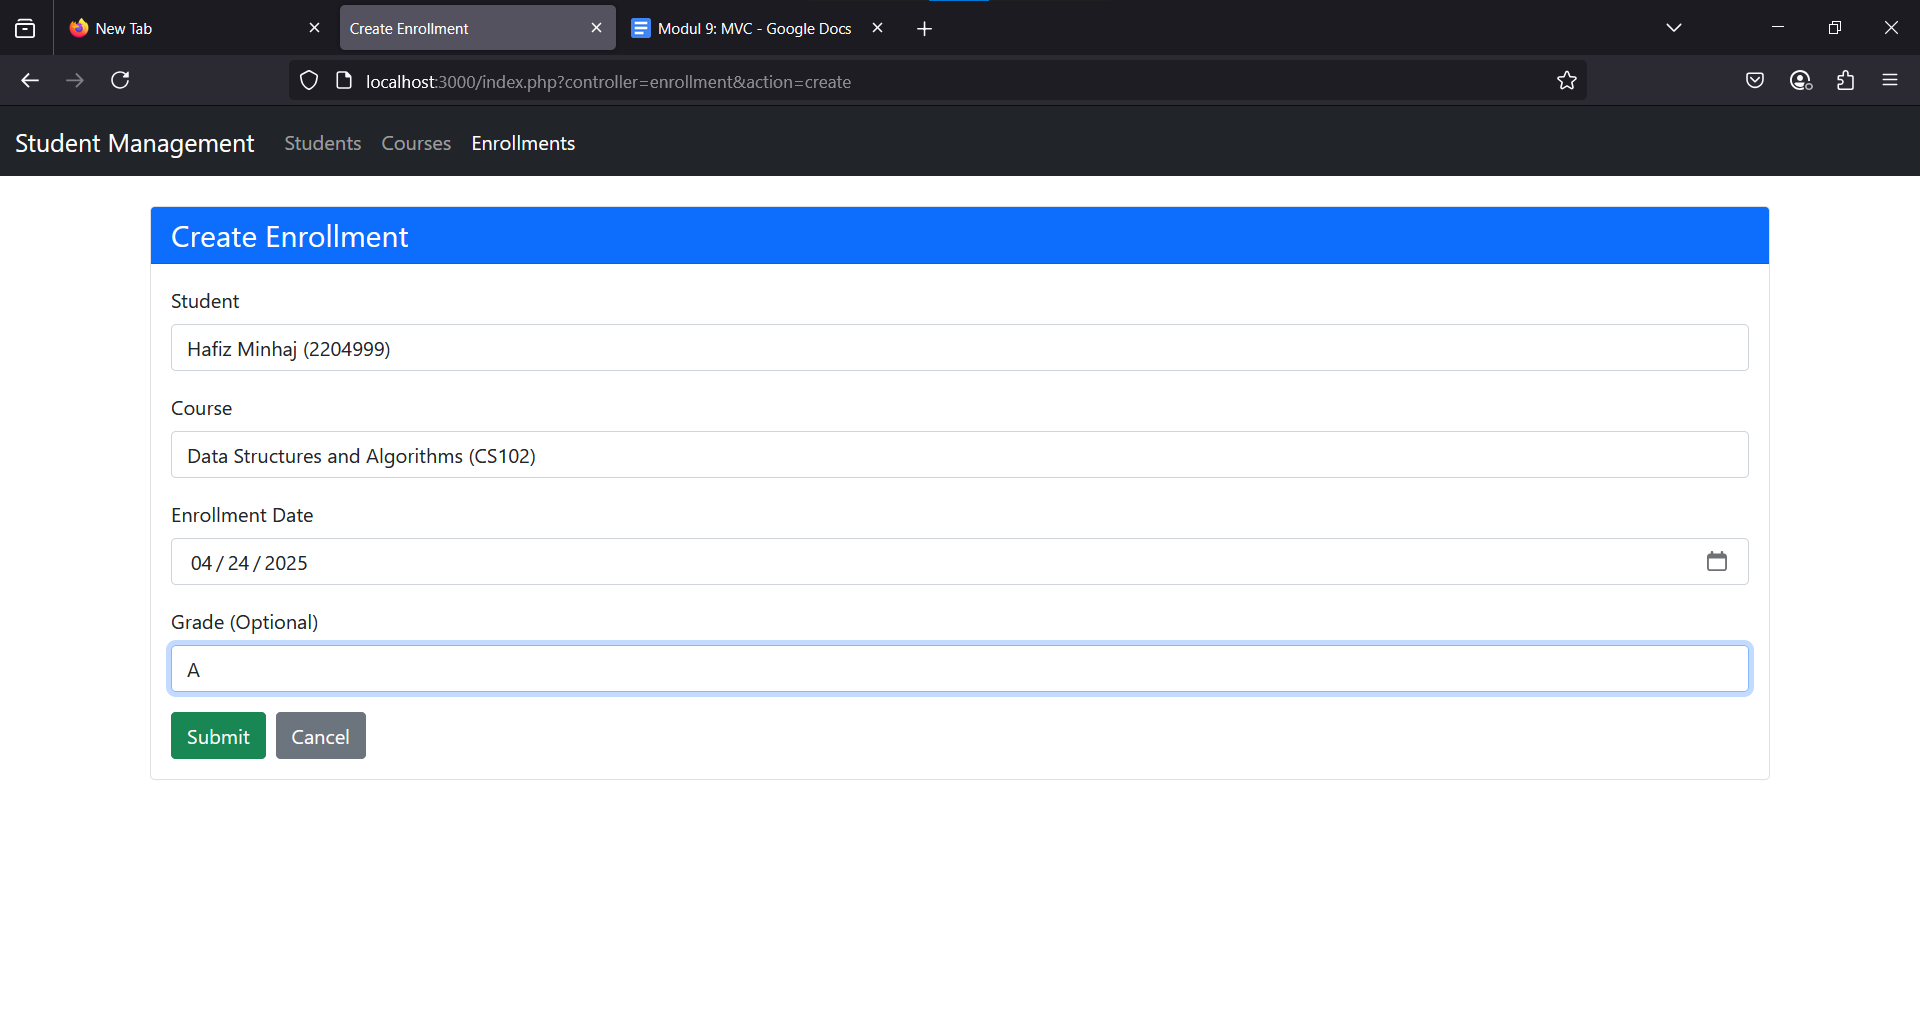 New Tab
Create Enrollment
Modul 9: MVC - Google Docs
localhost:3000/index.php?controller=enrollment&action=create
Student Management Students Courses Enrollments
Create Enrollment
Student
Hafiz Minhaj (2204999)
Course
Data Structures and Algorithms (CS102)
Enrollment Date
04/24/2025
Grade (Optional)
A
Submit Cancel